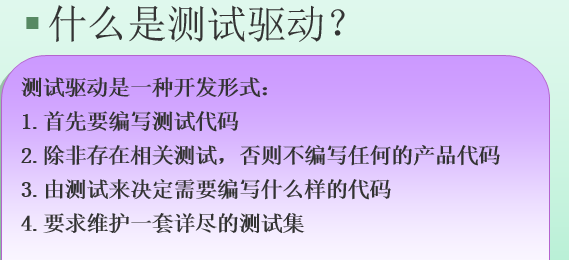 什么是测试驱动？
测试驱动是一种开发形式：
1. 首先要编写测试代码
2. 除非存在相关测试，否则不编写任何的产品代码
3. 由测试来决定需要编写什么样的代码
4. 要求维护一套详尽的测试集